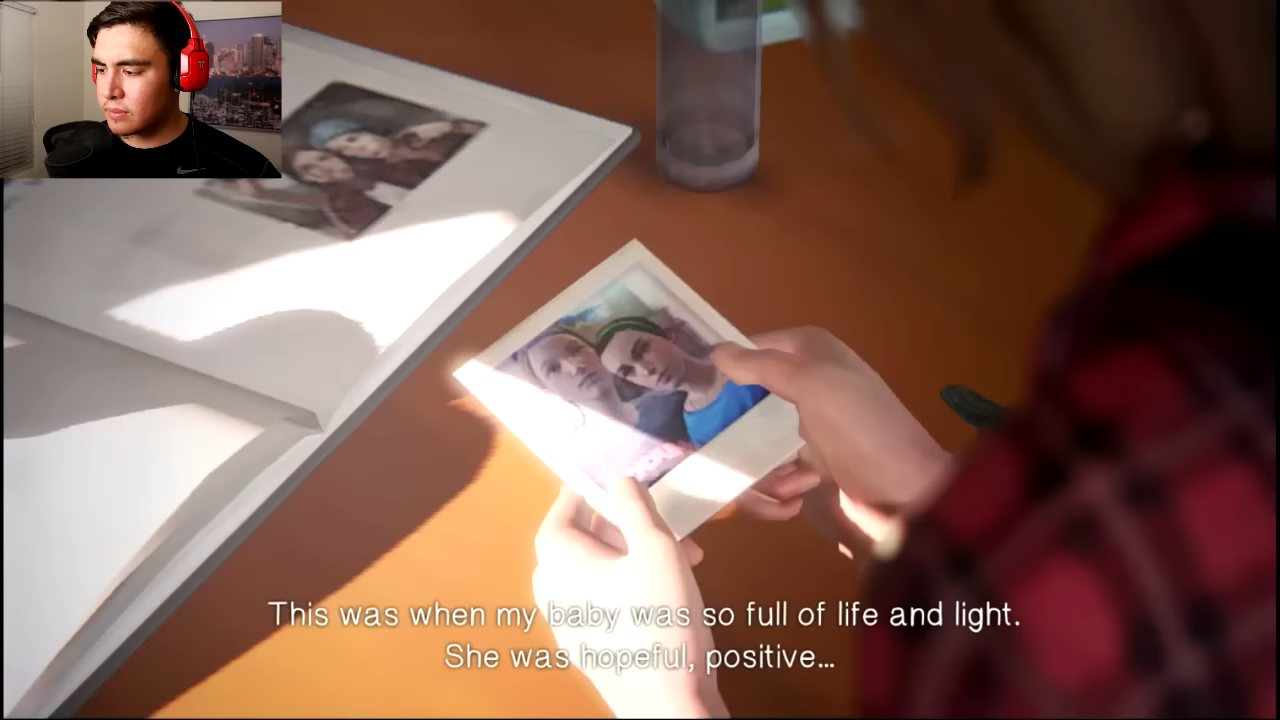 This was when my baby was so full of life and light.
She was hopeful, positive...